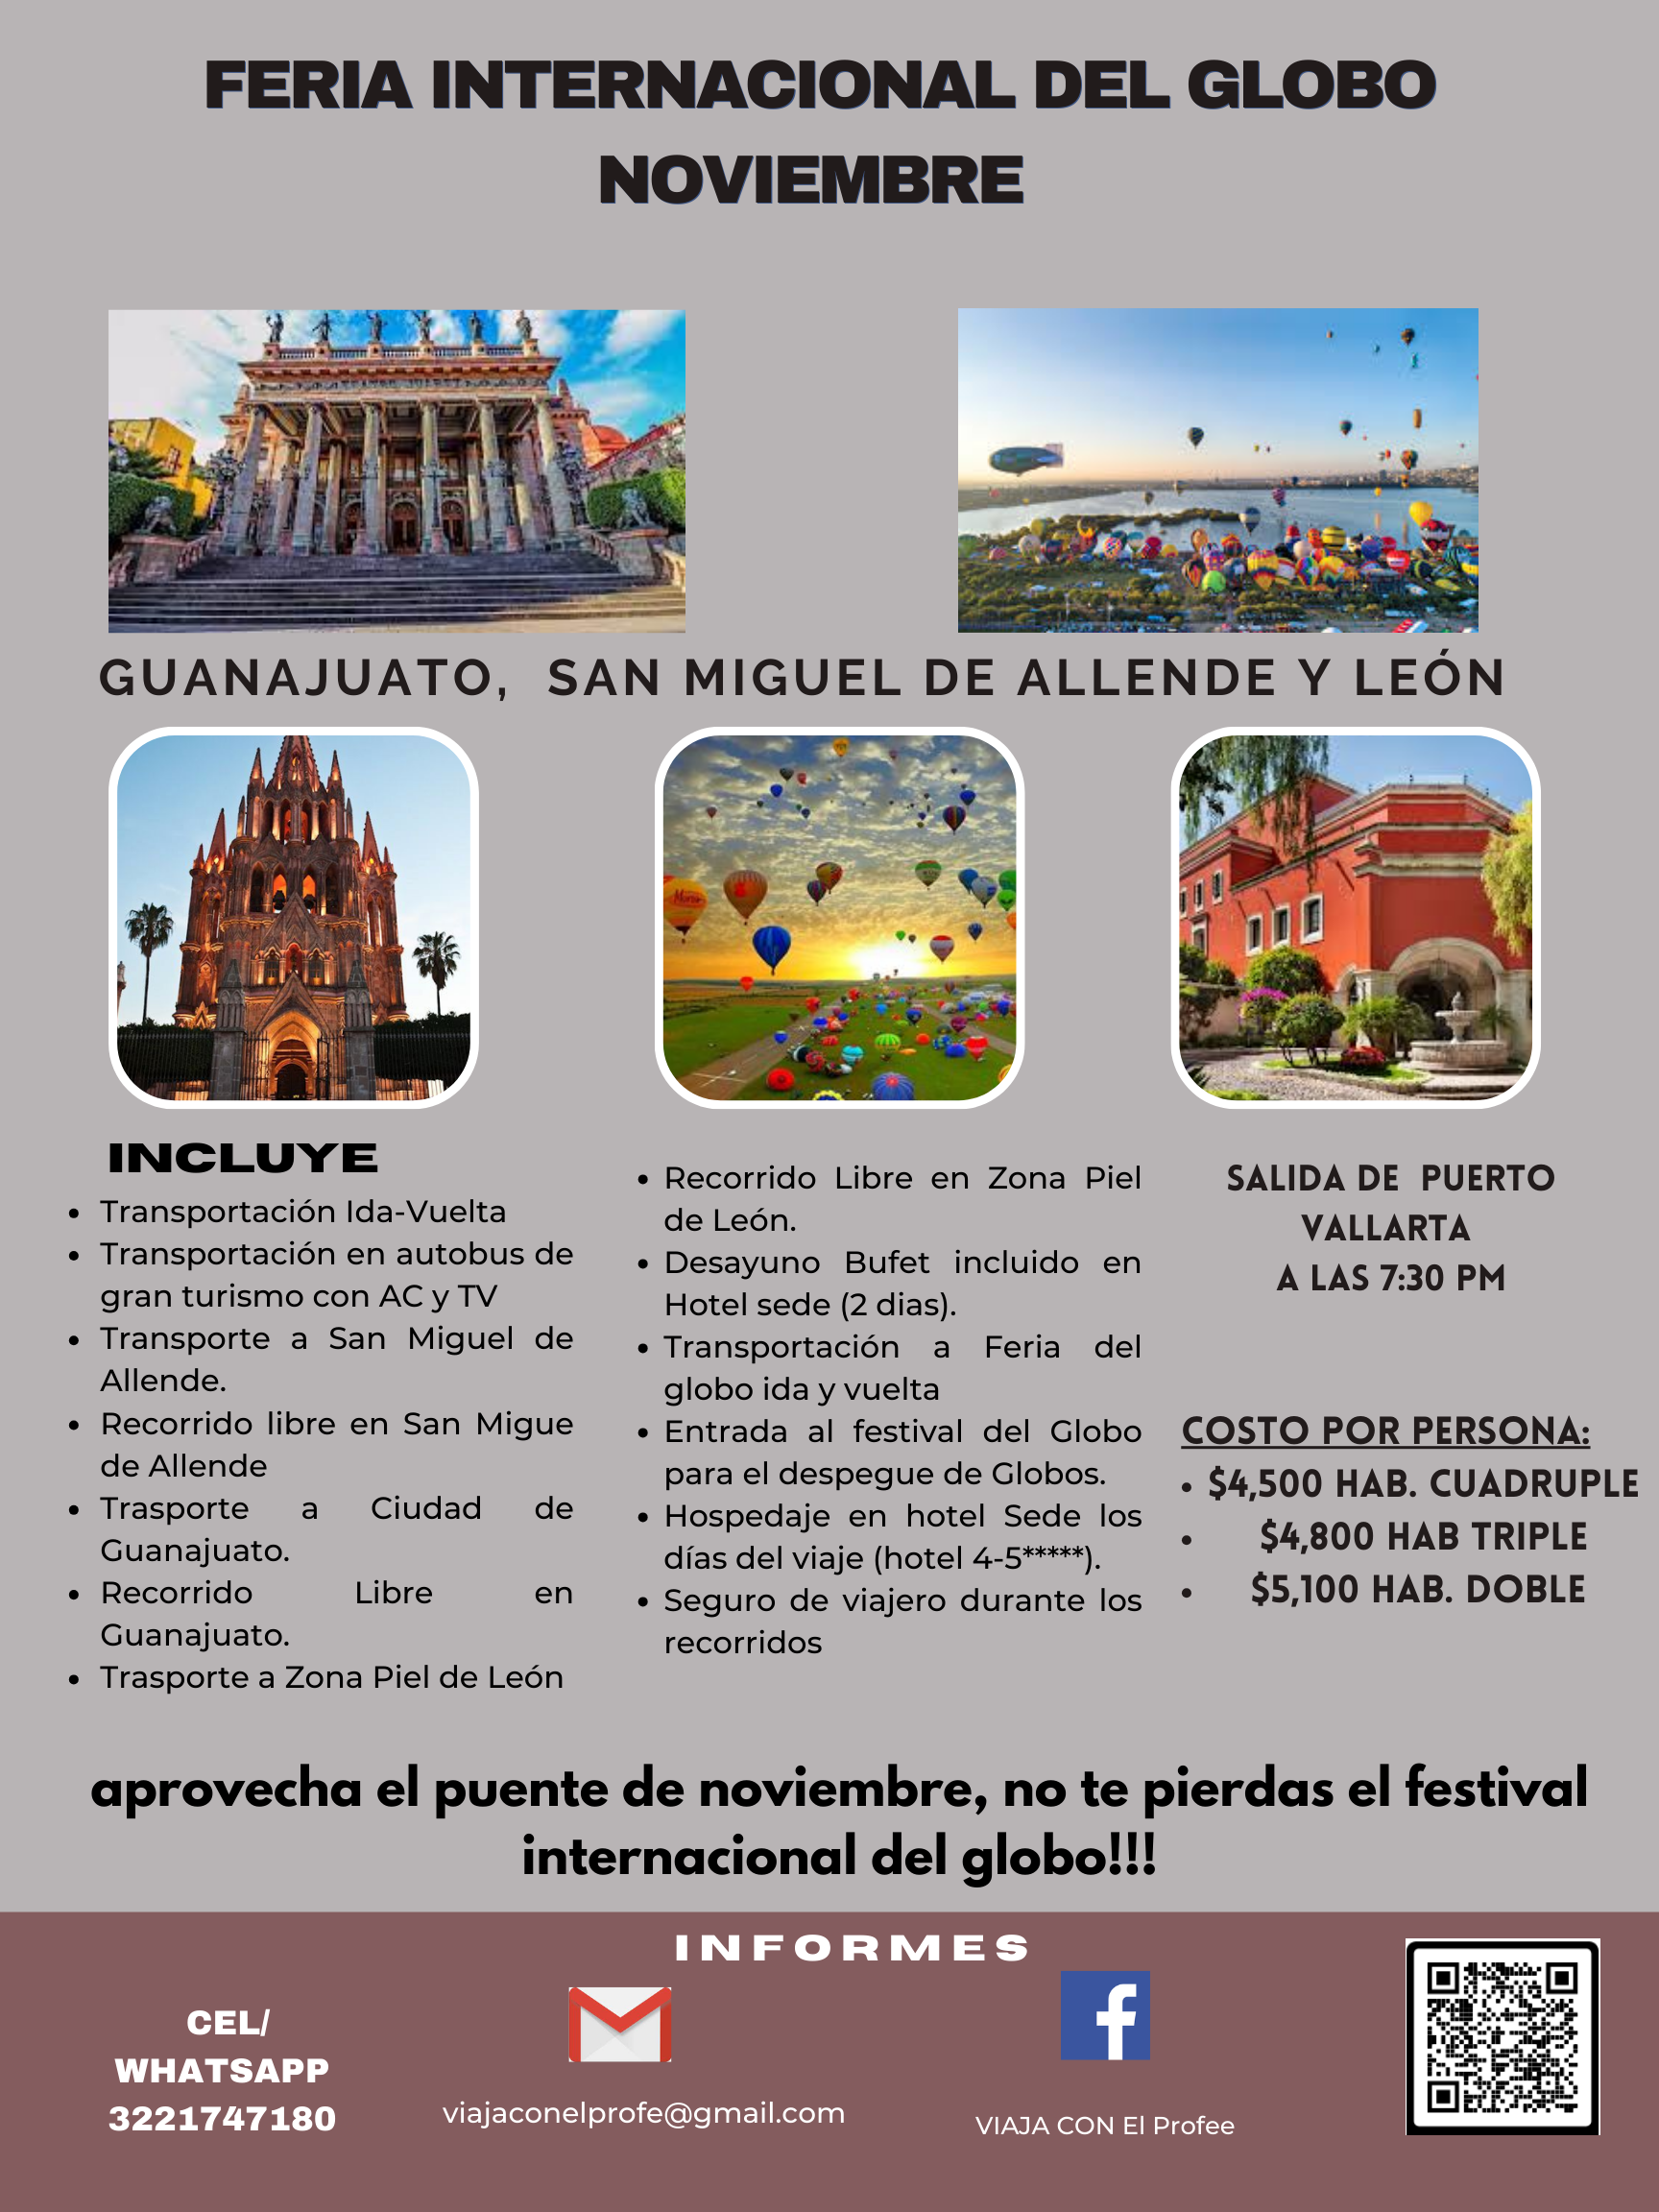 FERIA INTERNACIONAL DEL GLOBO
NOVIEMBRE
GUANAJUATO, SAN MIGUEL DE ALLENDE Y LEÓN
INCLUYE
• Transportación Ida-Vuelta
• Transportación en autobus de
gran turismo con AC y TV
• Transporte a San Miguel de
Allende.
• Recorrido libre en San Migue
de Allende
• Trasporte a Ciudad de
Guanajuato.
• Recorrido Libre en
Guanajuato.
• Trasporte a Zona Piel de León
• Recorrido Libre en Zona Piel
de León.
• Desayuno Bufet incluido en
Hotel sede (2 dias).
• Transportación a Feria del
globo ida y vuelta
• Entrada al festival del Globo
para el despegue de Globos.
• Hospedaje en hotel Sede los
días del viaje (hotel 4-5*****).
• Seguro de viajero durante los
recorridos
SALIDA DE PUERTO
VALLARTA
A LAS 7:30 PM
COSTO POR PERSONA:
• $4,500 HAB. CUADRUPLE
• $4,800 HAB TRIPLE
• $5,100 HAB. DOBLE
aprovecha el puente de noviembre, no te pierdas el festival
internacional del globo!!!
INFORMES
CEL/
WHATSAPP
3221747180
viajaconelprofe@gmail.com
VIAJA CON El Profee